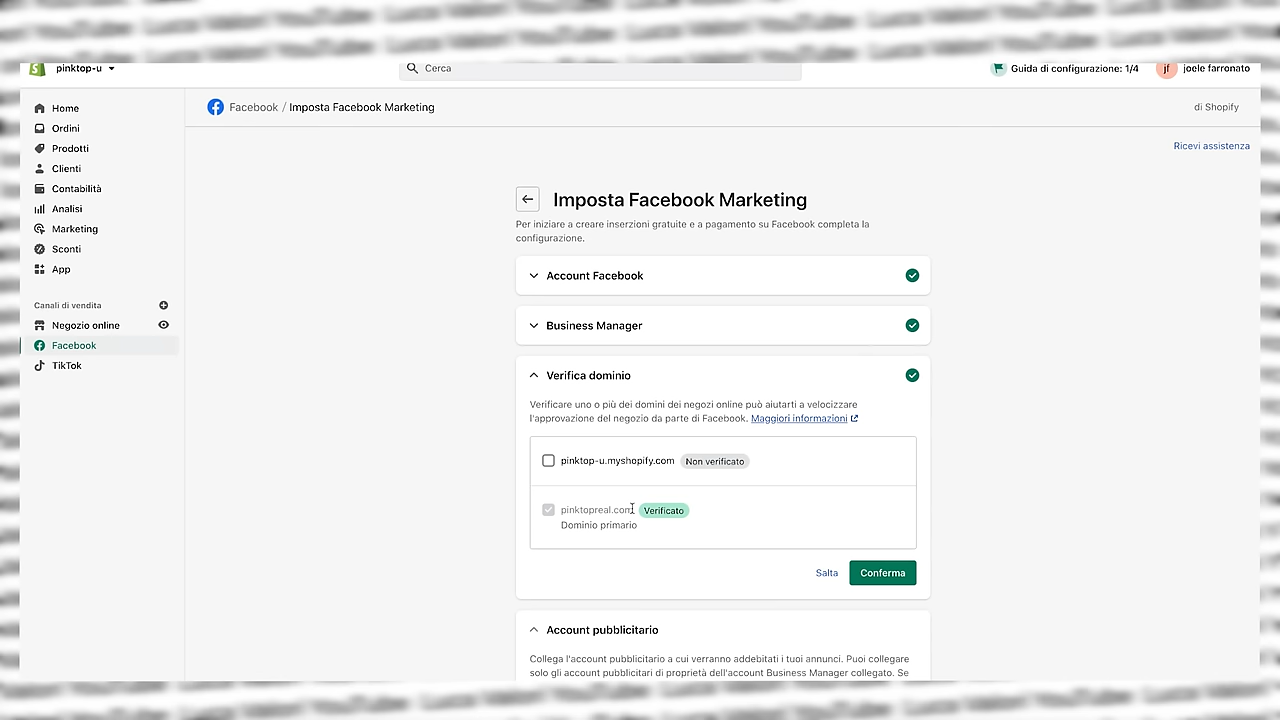 pinktop-u
Cerca
Guida di configurazione: 1/4
jf
joele farronato
Home
Ordini
Prodotti
Clienti
Contabilità
Analisi
Marketing
Sconti
App
Canali di vendita
Negozio online
Facebook
TikTok
Facebook / Imposta Facebook Marketing
di Shopify
Ricevi assistenza
Imposta Facebook Marketing
Per iniziare a creare inserzioni gratuite e a pagamento su Facebook completa la
configurazione.
Account Facebook
Business Manager
Verifica dominio
Verificare uno o più dei domini dei negozi online può aiutarti a velocizzare
l'approvazione del negozio da parte di Facebook. Maggiori informazioni
pinktop-u.myshopify.com Non verificato
pinktopreal.com Verificato
Dominio primario
Salta
Conferma
Account pubblicitario
Collega l'account pubblicitario a cui verranno addebitati i tuoi annunci. Puoi collegare
solo gli account pubblicitari di proprietà dell'account Business Manager collegato. Se